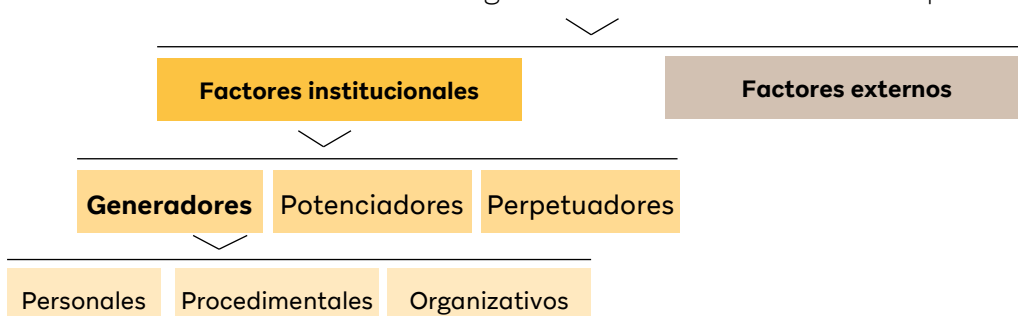 Factores institucionales
Factores externos
Generadores
Potenciadores
Perpetuadores
Personales
Procedimentales
Organizativos